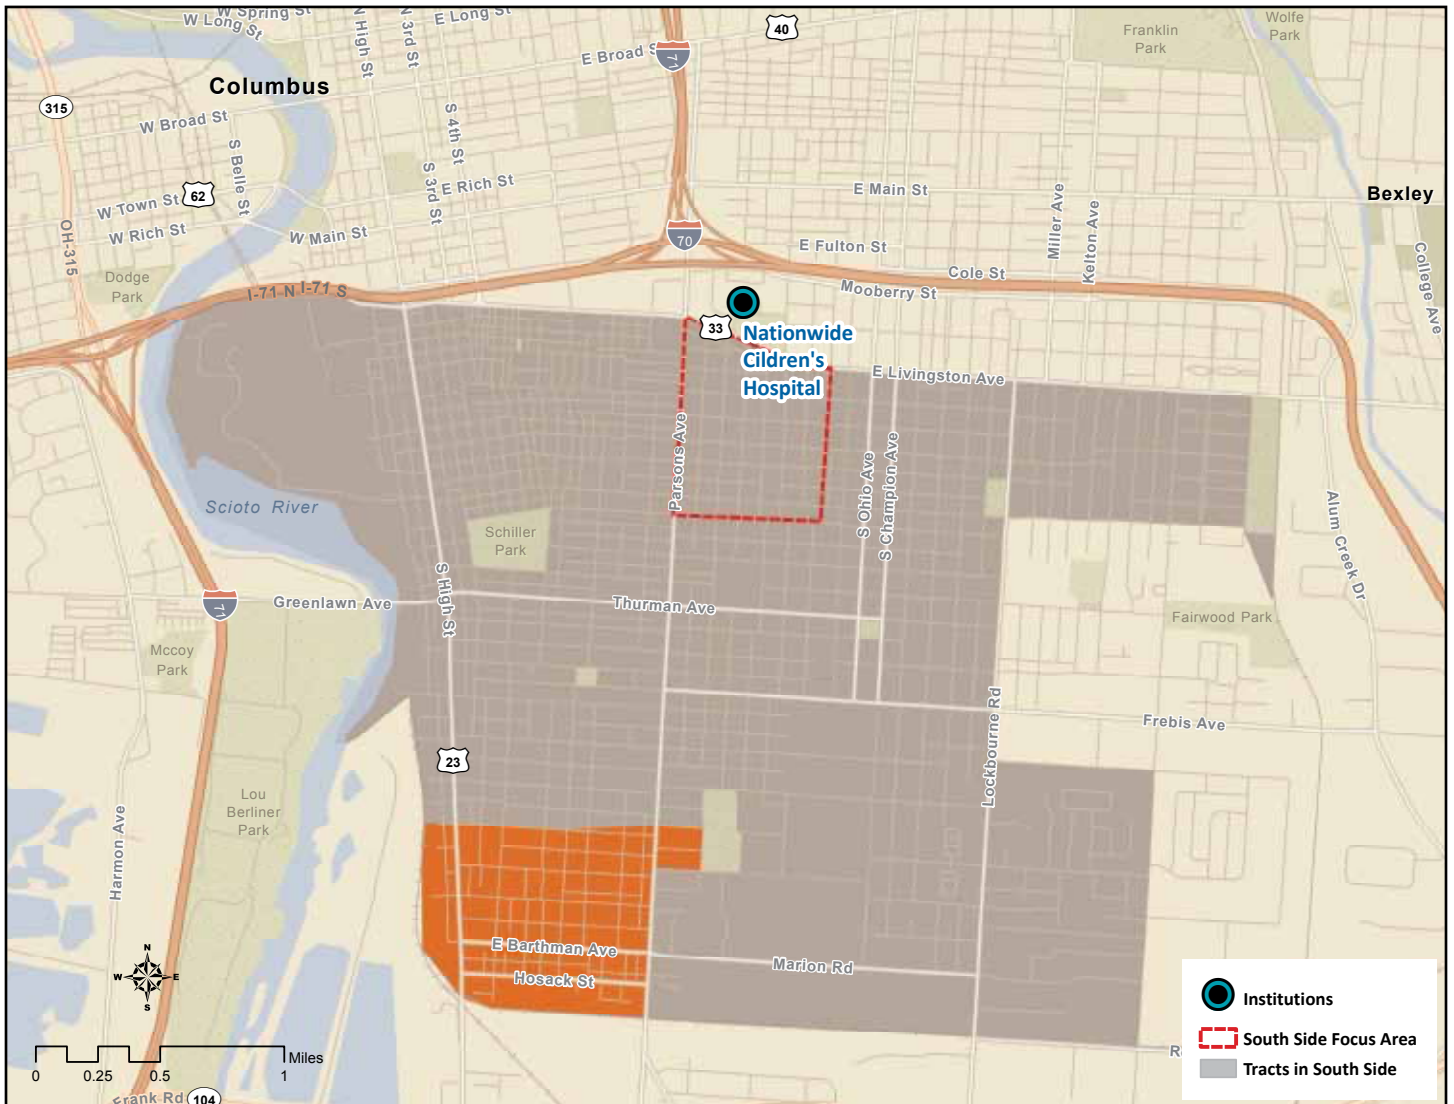 W Spring St
W Long St
N High St
N 3rd St
E Long St
40
Franklin
Park
Wolfe
Park
Columbus
E Broad S
71
315
W Broad St
S Belle St
S 4th St
S 3rd St
E Rich St
E Main St
Miller Ave
Kelton Ave
Bexley
62
W Town St
W Rich St
W Main St
OH-315
70
E Fulton St
Cole St
College Ave
Dodge
Park
I-71 N
I-71 S
Mooberry St
33
Nationwide
Cildren's
Hospital
E Livingston Ave
Parsons Ave
S Ohio Ave
S Champion Ave
Scioto River
Schiller
Park
Alum Creek Dr
S High St
71
Greenlawn Ave
Thurman Ave
Fairwood Park
Mccoy
Park
Lockbourne Rd
Frebis Ave
23
Lou
Berliner
Park
Harmon Ave
E Barthman Ave
Hosack St
Marion Rd
N
W
E
S
Miles
0
0.25
0.5
1
Frank Rd
104
R
Institutions
South Side Focus Area
Tracts in South Side